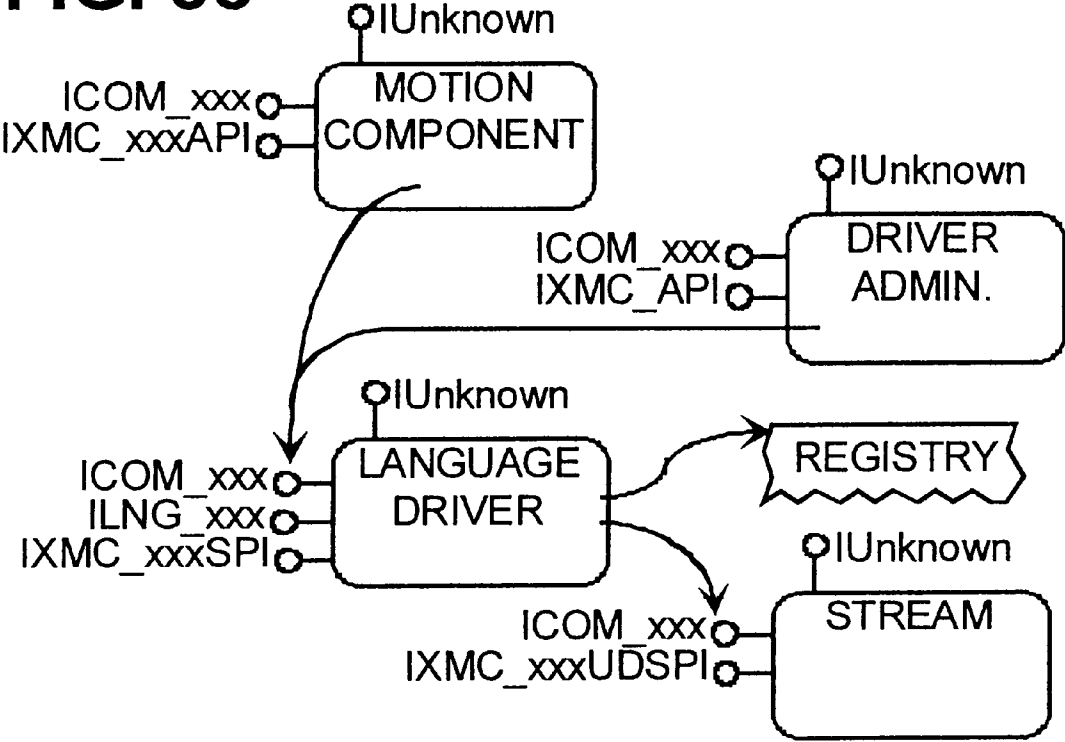 IUnknown
MOTION
COMPONENT
ICOM_xxx
IXMC_xxxAPI
IUnknown
DRIVER
ADMIN.
ICOM_xxx
IXMC_API
IUnknown
LANGUAGE
DRIVER
ICOM_xxx
ILNG_xxx
IXMC_xxxSPI
REGISTRY
IUnknown
STREAM
ICOM_xxx
IXMC_xxxUDSPI